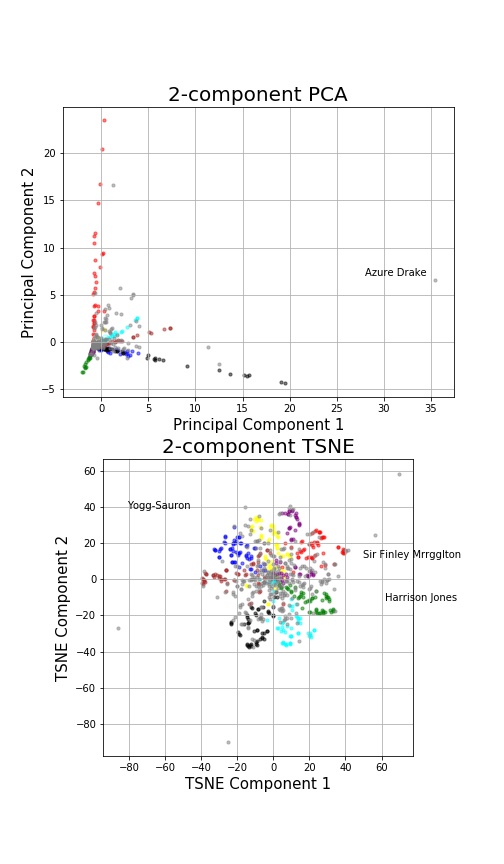 2-component PCA
Principal Component 2
20
15
10
5
0
−5
Azure Drake
0 5 10 15 20 25 30 35
Principal Component 1
2-component TSNE
TSNE Component 2
60
40
20
0
−20
−40
−60
−80
Yogg-Sauron
Sir Finley Mrrgglton
Harrison Jones
−80 −60 −40 −20 0 20 40 60
TSNE Component 1